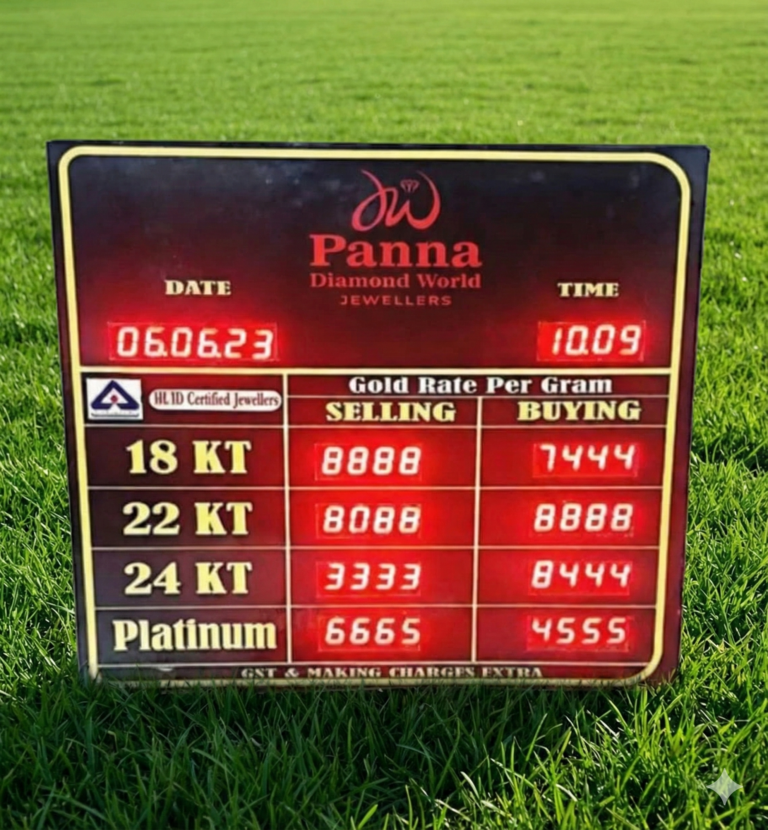 JW
Panna
Diamond World
JEWELLERS
DATE TIME
06.06.23 10.09
HUID Certified Jewellers
Gold Rate Per Gram
SELLING BUYING
18 KT 8888 7444
22 KT 8088 8888
24 KT 3333 8444
Platinum 6665 4555
GST & MAKING CHARGES EXTRA